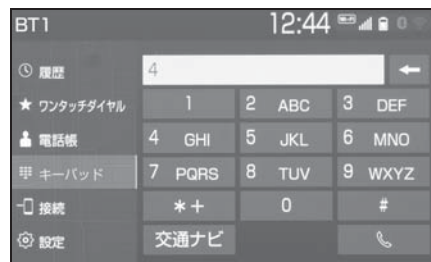 BT1 12:44
履歴 4
ワンタッチダイヤル 1 2 ABC 3 DEF
電話帳 4 GHI 5 JKL 6 MNO
キーパッド 7 PQRS 8 TUV 9 WXYZ
接続 *+ 0 #
設定 交通ナビ